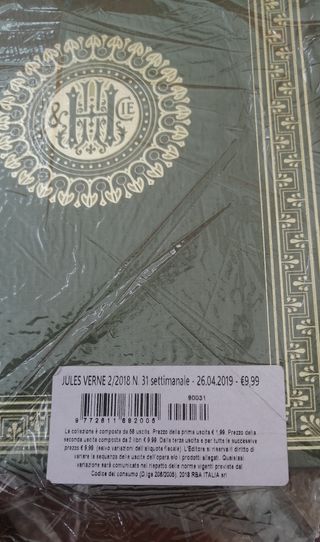 & H CIE
JULES VERNE 2/2018 N. 31 settimanale - 26.04.2019 - €9,99
90031
9 772611 692006
La collezione è composta da 58 uscite. Prezzo della prima uscita € 1,99. Prezzo della
seconda uscita composta da 2 libri € 9,99. Dalla terza uscita e per tutte le successive
prezzo € 9,99 (salvo variazioni dell'aliquota fiscale). L'Editore si riserva il diritto di
variare la sequenza delle uscite dell'opera e/o i prodotti allegati. Qualsiasi
variazione sarà comunicata nel rispetto delle norme vigenti previste dal
Codice del consumo (D.lgs 206/2005). 2018 RBA ITALIA srl